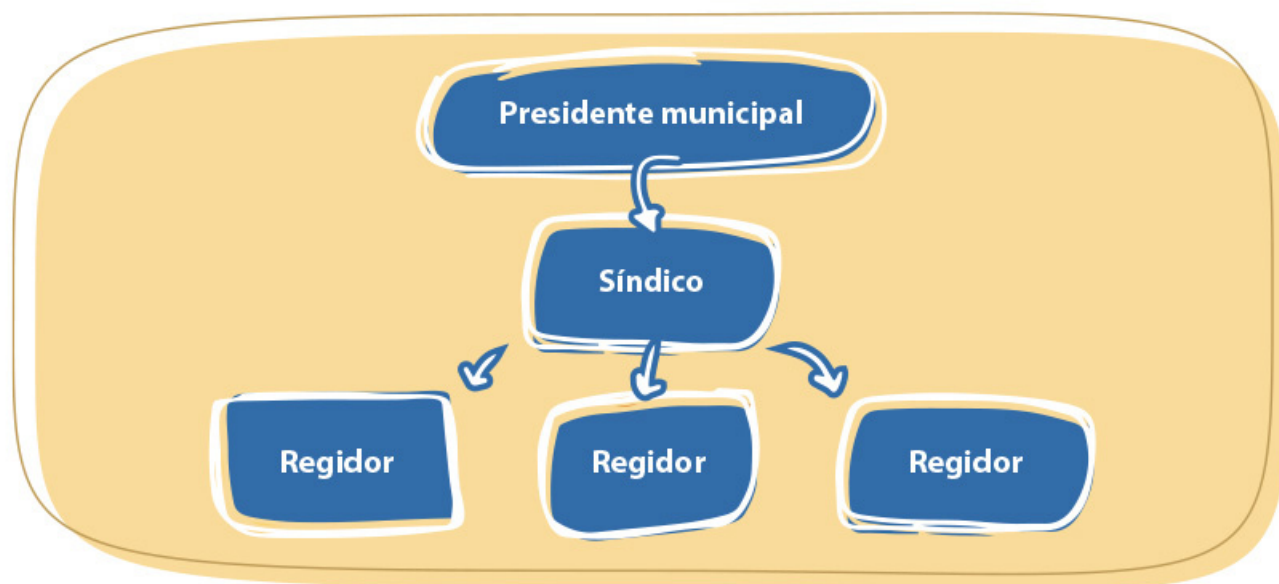 Presidente municipal
Síndico
Regidor
Regidor
Regidor